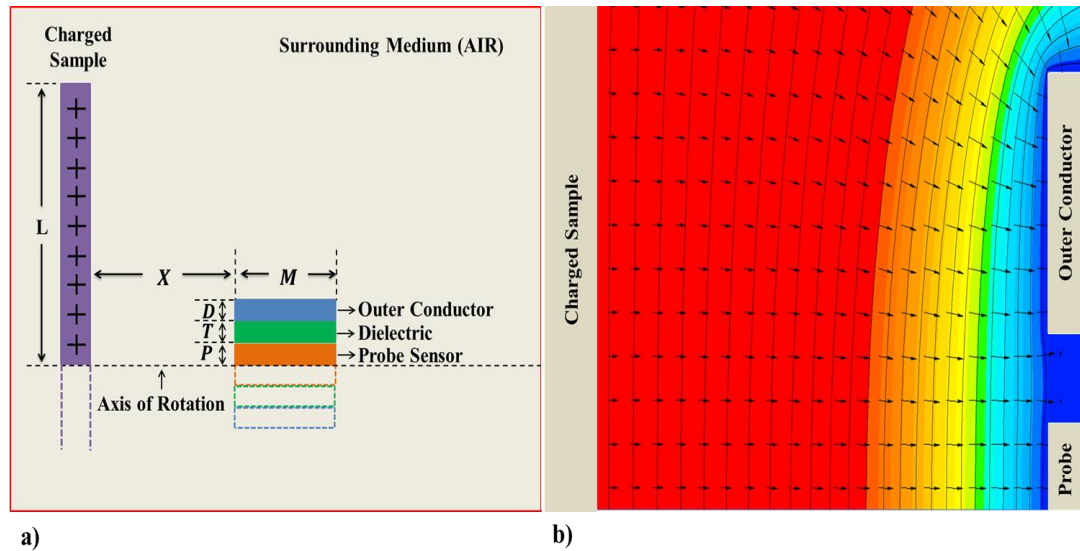 Charged
Sample
Surrounding Medium (AIR)
+
+
+
+
+
+
+
+
+
L
X
M
D
T
P
Outer Conductor
Dielectric
Probe Sensor
Axis of Rotation
a)
Charged Sample
Outer Conductor
Probe
b)